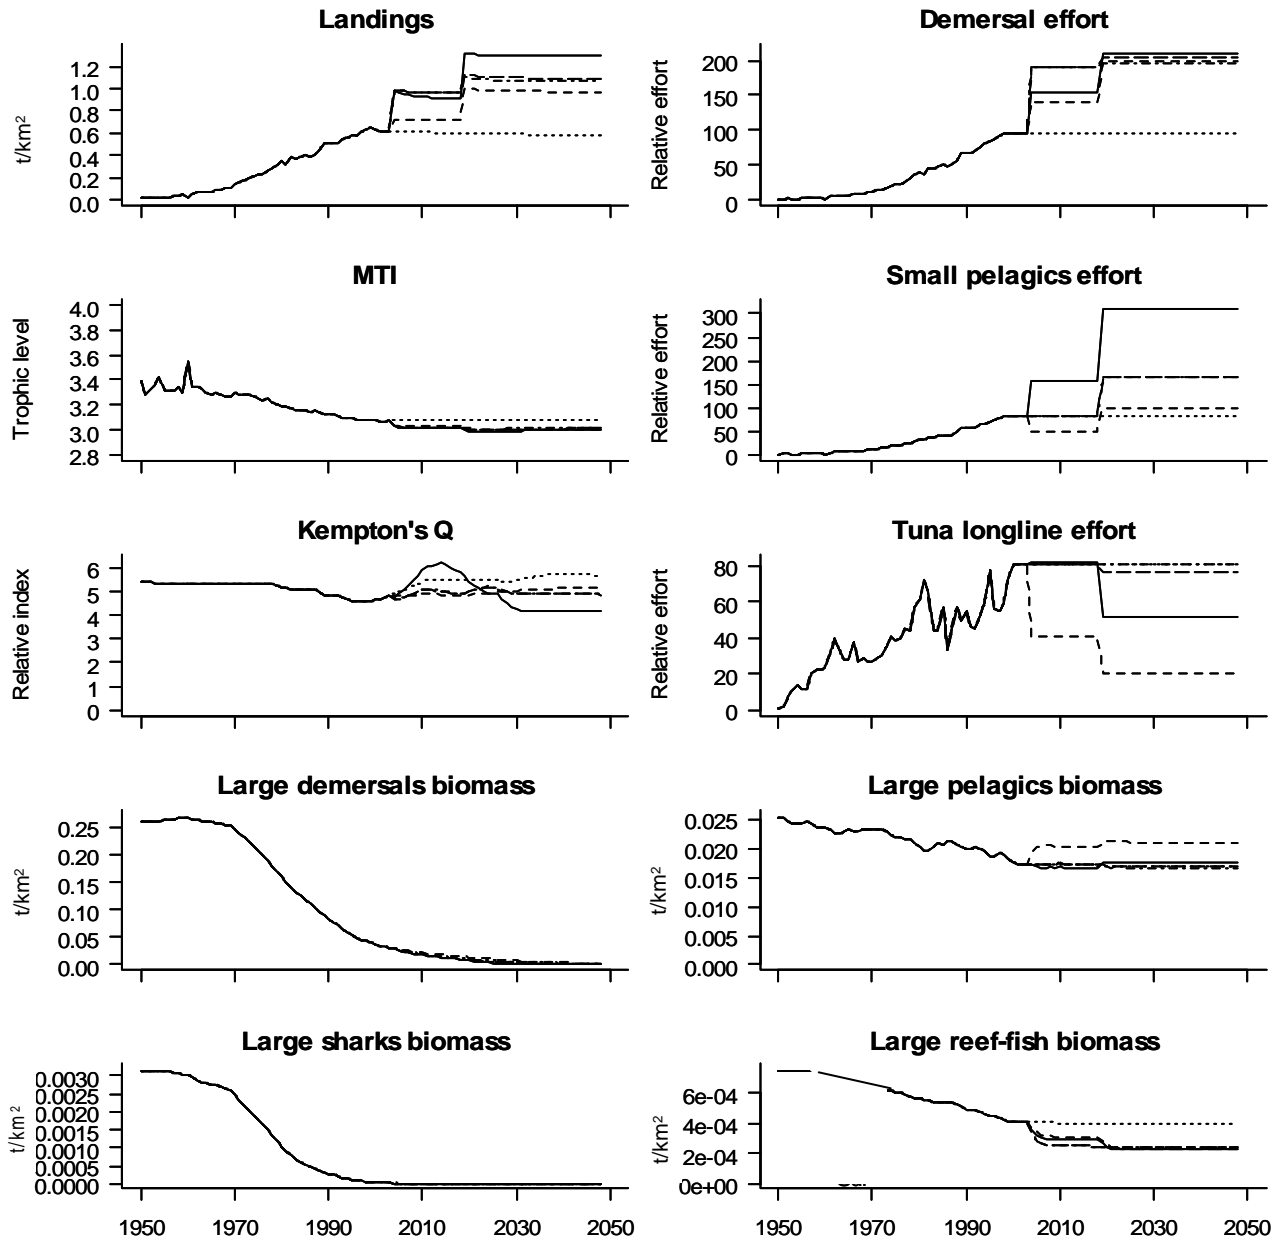 Landings
t/km²
1.2
1.0
0.8
0.6
0.4
0.2
0.0
Demersal effort
Relative effort
200
150
100
50
0
MTI
Trophic level
4.0
3.8
3.6
3.4
3.2
3.0
2.8
Small pelagics effort
Relative effort
300
250
200
150
100
50
0
Kempton's Q
Relative index
6
5
4
3
2
1
0
Tuna longline effort
Relative effort
80
60
40
20
0
Large demersals biomass
t/km²
0.25
0.20
0.15
0.10
0.05
0.00
Large pelagics biomass
t/km²
0.025
0.020
0.015
0.010
0.005
0.000
Large sharks biomass
t/km²
0.0030
0.0020
0.0015
0.0010
0.0005
0.0000
1950 1970 1990 2010 2030 2050
Large reef-fish biomass
t/km²
6e-04
4e-04
2e-04
0e+00
1950 1970 1990 2010 2030 2050